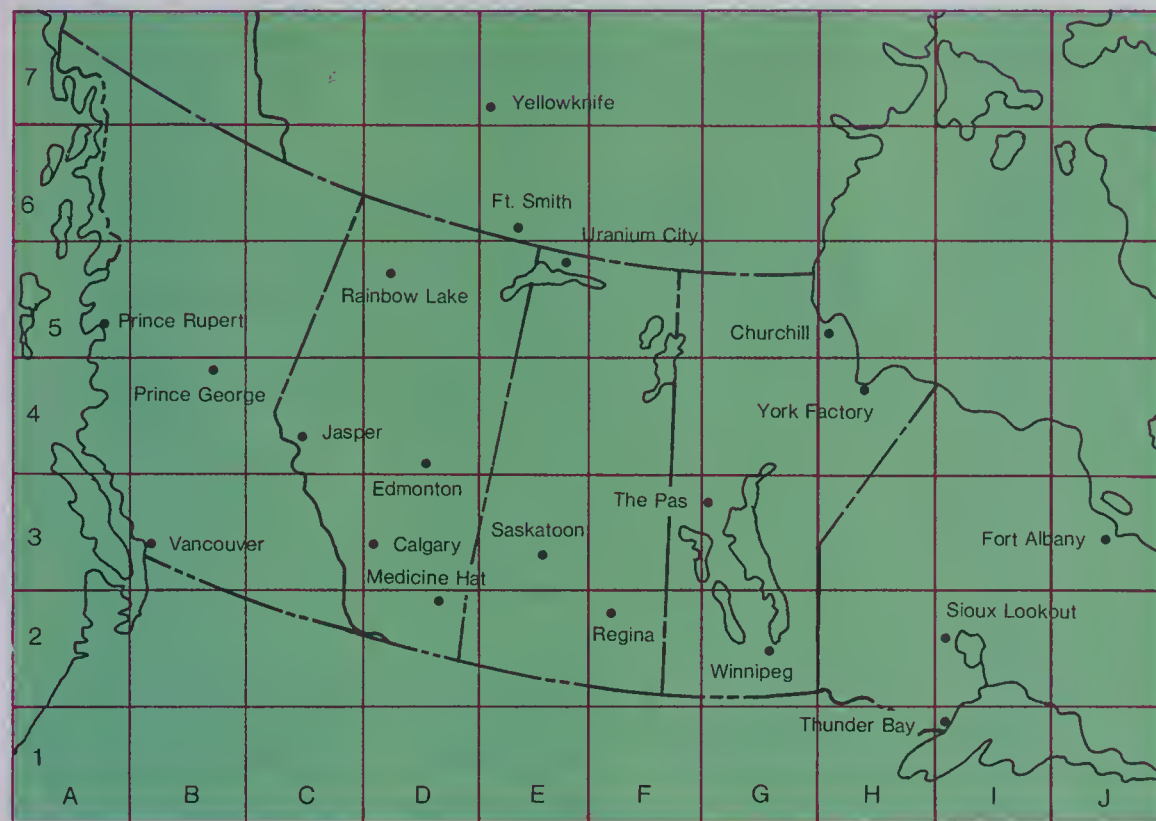 7
Yellowknife
6
Ft. Smith
Uranium City
Rainbow Lake
5
Prince Rupert
Churchill
Prince George
York Factory
4
Jasper
Edmonton
The Pas
3
Vancouver
Calgary
Saskatoon
Fort Albany
Medicine Hat
Sioux Lookout
2
Regina
Winnipeg
Thunder Bay
1
A B C D E F G H I J